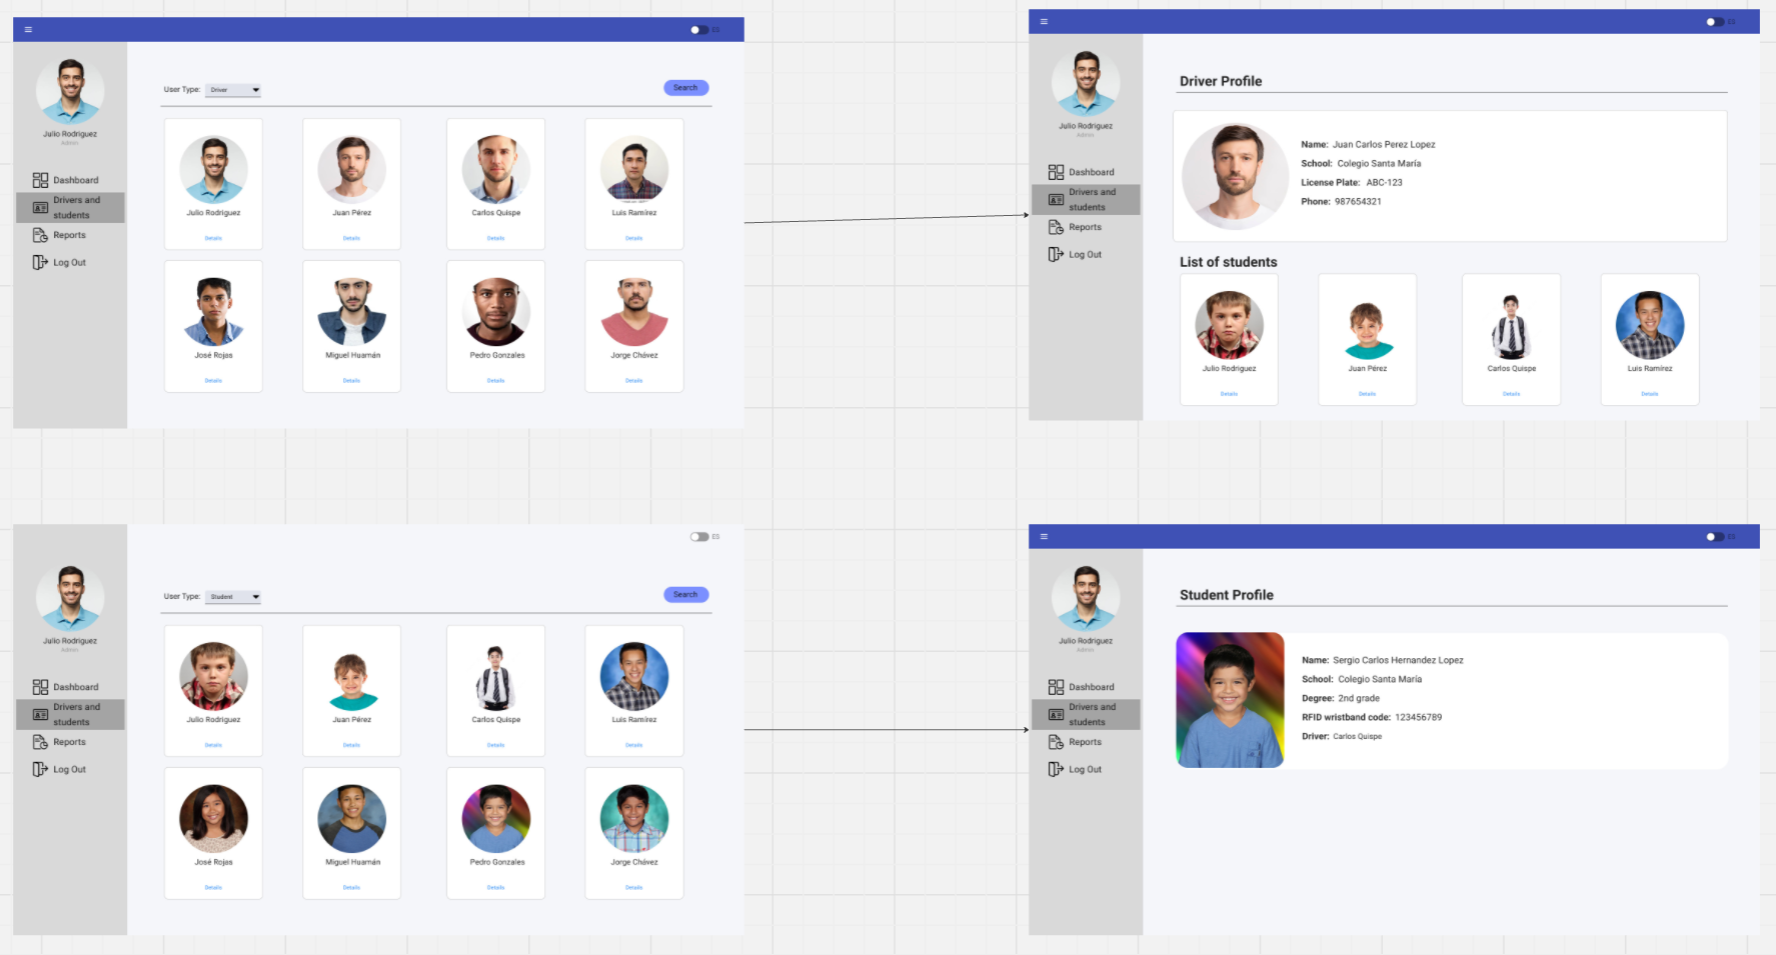 ES
Julio Rodriguez
Admin
Dashboard
Drivers and
students
Reports
Log Out
User Type: Driver
Search
Julio Rodriguez
Juan Pérez
Carlos Quispe
Luis Ramírez
Details
Details
Details
Details
José Rojas
Miguel Huamán
Pedro Gonzales
Jorge Chávez
Details
Details
Details
Details
ES
Julio Rodriguez
Admin
Dashboard
Drivers and
students
Reports
Log Out
Driver Profile
Name: Juan Carlos Perez Lopez
School: Colegio Santa María
License Plate: ABC-123
Phone: 987654321
List of students
Julio Rodriguez
Juan Pérez
Carlos Quispe
Luis Ramírez
Details
Details
Details
Details
ES
Julio Rodriguez
Admin
Dashboard
Drivers and
students
Reports
Log Out
User Type: Student
Search
Julio Rodriguez
Juan Pérez
Carlos Quispe
Luis Ramírez
Details
Details
Details
Details
José Rojas
Miguel Huamán
Pedro Gonzales
Jorge Chávez
Details
Details
Details
Details
ES
Julio Rodriguez
Admin
Dashboard
Drivers and
students
Reports
Log Out
Student Profile
Name: Sergio Carlos Hernandez Lopez
School: Colegio Santa María
Degree: 2nd grade
RFID wristband code: 123456789
Driver: Carlos Quispe